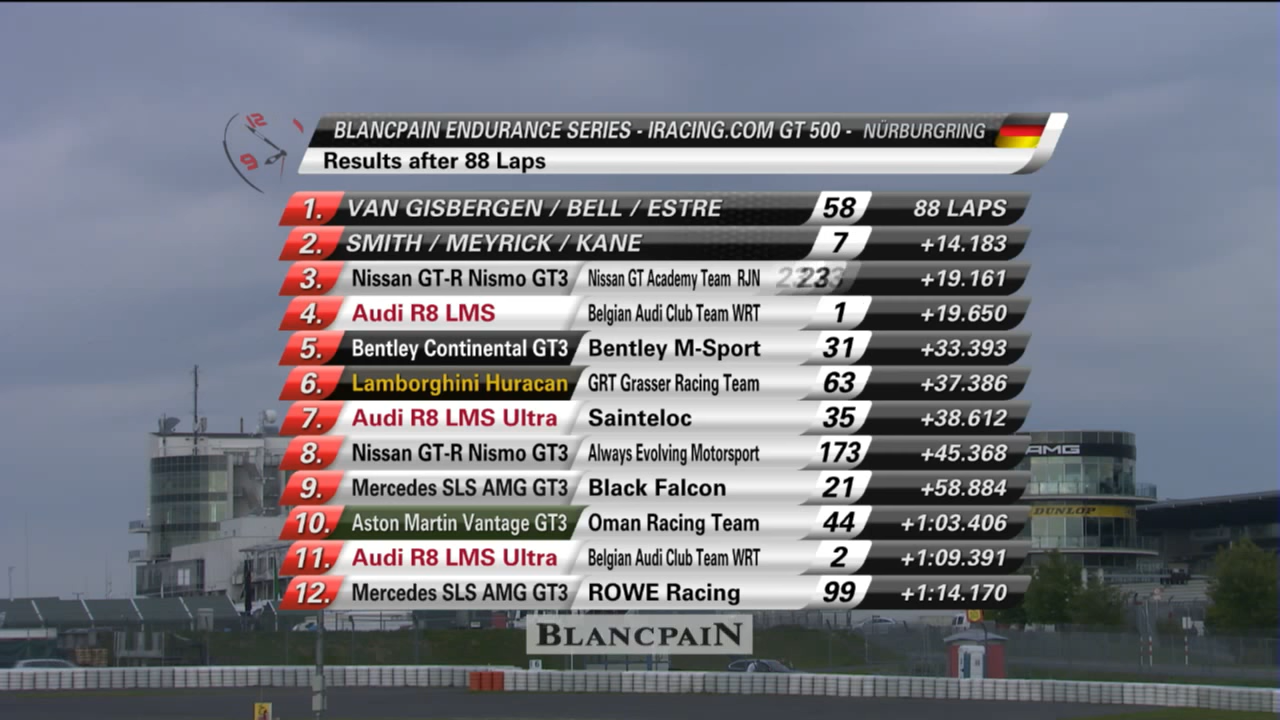 BLANCPAIN ENDURANCE SERIES - IRACING.COM GT 500 - NÜRBURGRING
Results after 88 Laps
1. VAN GISBERGEN / BELL / ESTRE 58 88 LAPS
2. SMITH / MEYRICK / KANE 7 +14.183
3. Nissan GT-R Nismo GT3 Nissan GT Academy Team RJN 23 +19.161
4. Audi R8 LMS Belgian Audi Club Team WRT 1 +19.650
5. Bentley Continental GT3 Bentley M-Sport 31 +33.393
6. Lamborghini Huracan GRT Grasser Racing Team 63 +37.386
7. Audi R8 LMS Ultra Sainteloc 35 +38.612
8. Nissan GT-R Nismo GT3 Always Evolving Motorsport 173 +45.368
9. Mercedes SLS AMG GT3 Black Falcon 21 +58.884
10. Aston Martin Vantage GT3 Oman Racing Team 44 +1:03.406
11. Audi R8 LMS Ultra Belgian Audi Club Team WRT 2 +1:09.391
12. Mercedes SLS AMG GT3 ROWE Racing 99 +1:14.170
BLANCPAIN
AMG
DUNLOP
12
6